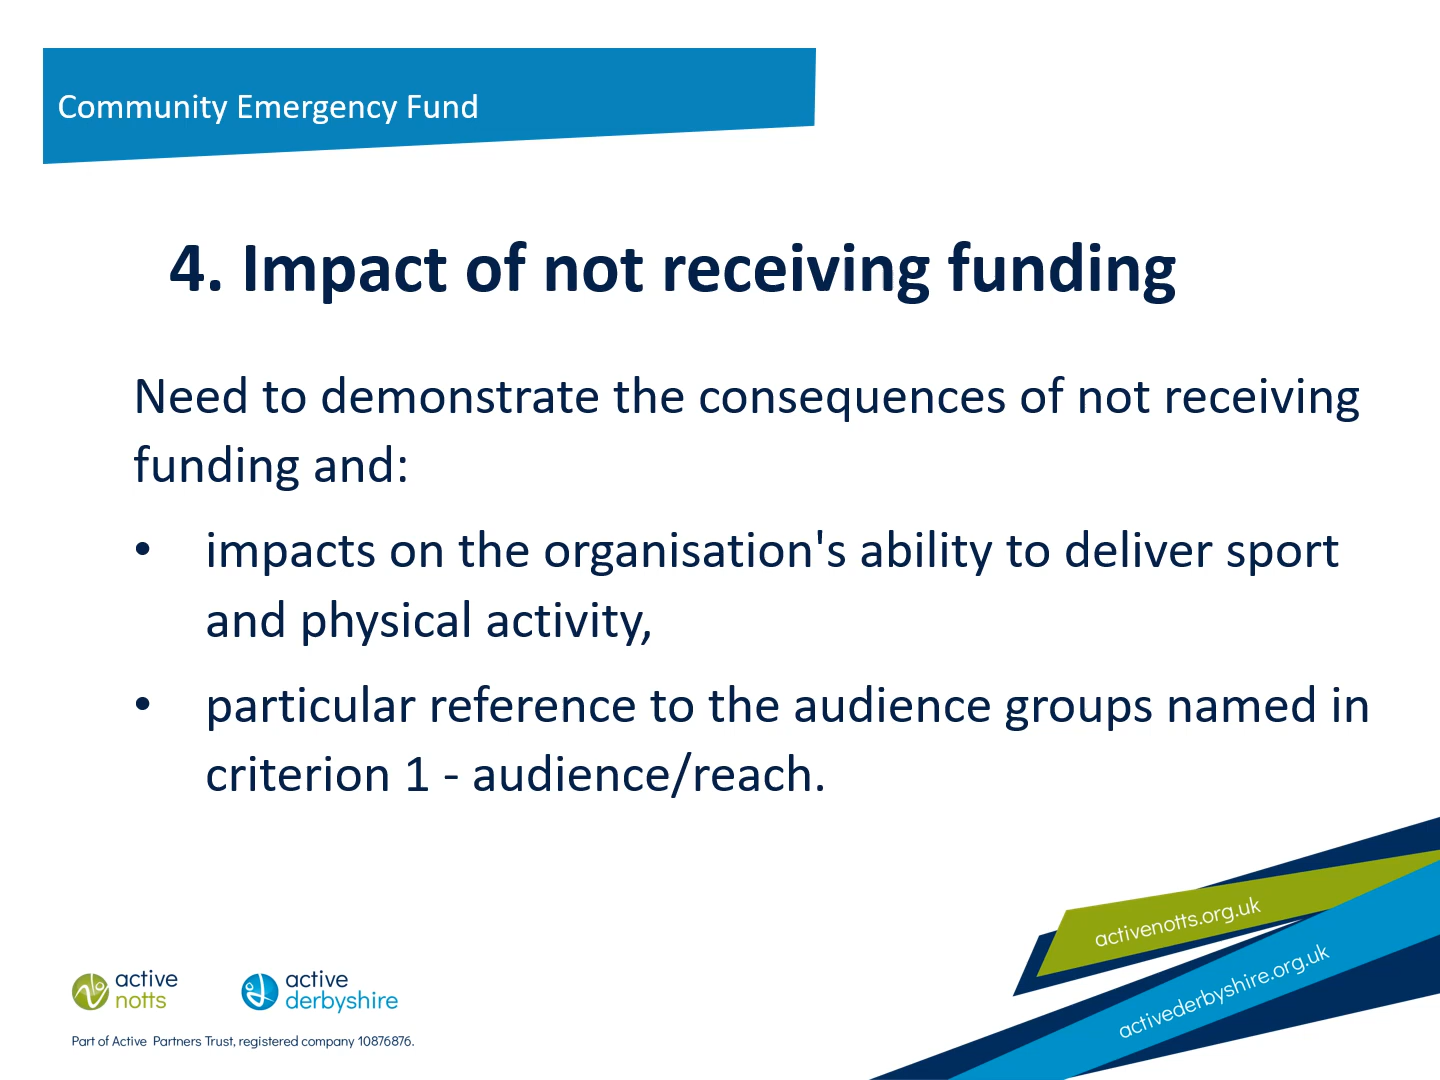 Community Emergency Fund
4. Impact of not receiving funding
Need to demonstrate the consequences of not receiving
funding and:
• impacts on the organisation's ability to deliver sport
and physical activity,
• particular reference to the audience groups named in
criterion 1 - audience/reach.
activenotts.org.uk
activederbyshire.org.uk
active
notts
active
derbyshire
Part of Active Partners Trust, registered company 10876876.